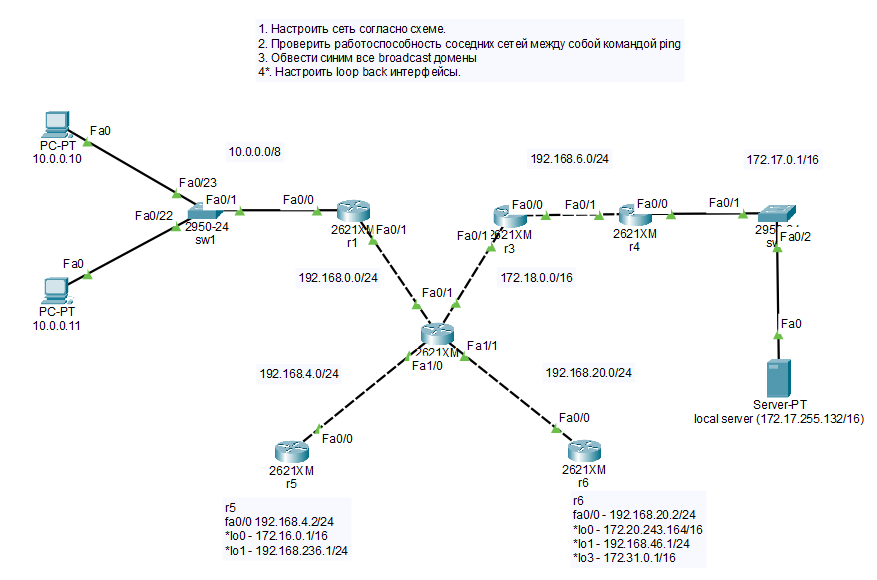 1. Настроить сеть согласно схеме.
2. Проверить работоспособность соседних сетей между собой командой ping
3. Обвести синим все broadcast домены
4*. Настроить loop back интерфейсы.
Fa0
PC-PT
10.0.0.10
Fa0/23
10.0.0.0/8
Fa0/1
Fa0/0
Fa0/22
2950-24
sw1
2621XM
r1
Fa0/1
Fa0
PC-PT
10.0.0.11
192.168.6.0/24
172.17.0.1/16
Fa0/0
Fa0/1
Fa0/0
Fa0/1
Fa0/1
2621XM
r3
2621XM
r4
Fa0/2
192.168.0.0/24
172.18.0.0/16
Fa0/1
2621XM
Fa1/1
Fa1/0
192.168.4.0/24
192.168.20.0/24
Fa0
Server-PT
local server (172.17.255.132/16)
Fa0/0
2621XM
r5
Fa0/0
2621XM
r6
r5
fa0/0 192.168.4.2/24
*lo0 - 172.16.0.1/16
*lo1 - 192.168.236.1/24
r6
fa0/0 - 192.168.20.2/24
*lo0 - 172.20.243.164/16
*lo1 - 192.168.46.1/24
*lo3 - 172.31.0.1/16